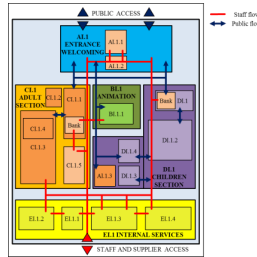 PUBLIC ACCESS
Staff flow
Public flo
AL1
ENTRANCE
WELCOMING
AL1.1
AL1.2
CL1
ADULT
SECTION
CL1.2
CL1.1
CL1.4
Bank
CL1.3
CL1.5
BL1
ANIMATION
BL1.1
Bank
DL1.1
DL1.2
DL1.4
AL1.3
DL1.3
DL1
CHILDREN
SECTION
EL1.2
EL1.1
EL1.3
EL1.4
EL1 INTERNAL SERVICES
STAFF AND SUPPLIER ACCESS